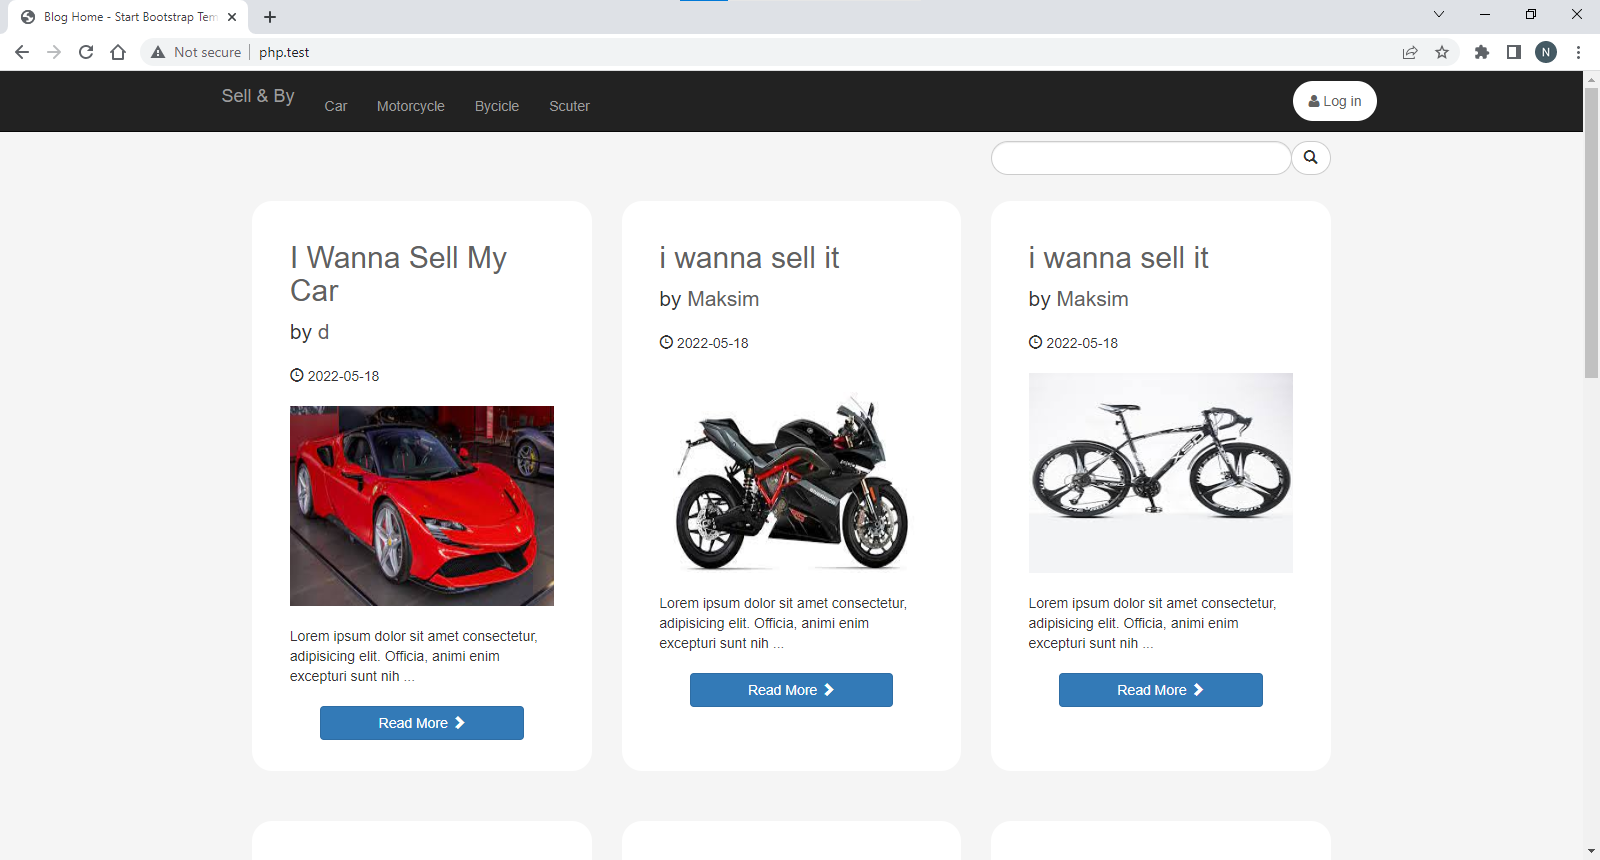 Blog Home - Start Bootstrap Tem
Not secure
php.test
N
Sell & By
Car
Motorcycle
Bycicle
Scuter
Log in
I Wanna Sell My
Car
by d
2022-05-18
Lorem ipsum dolor sit amet consectetur,
adipisicing elit. Officia, animi enim
excepturi sunt nih ...
Read More
i wanna sell it
by Maksim
2022-05-18
Lorem ipsum dolor sit amet consectetur,
adipisicing elit. Officia, animi enim
excepturi sunt nih ...
Read More
i wanna sell it
by Maksim
2022-05-18
Lorem ipsum dolor sit amet consectetur,
adipisicing elit. Officia, animi enim
excepturi sunt nih ...
Read More